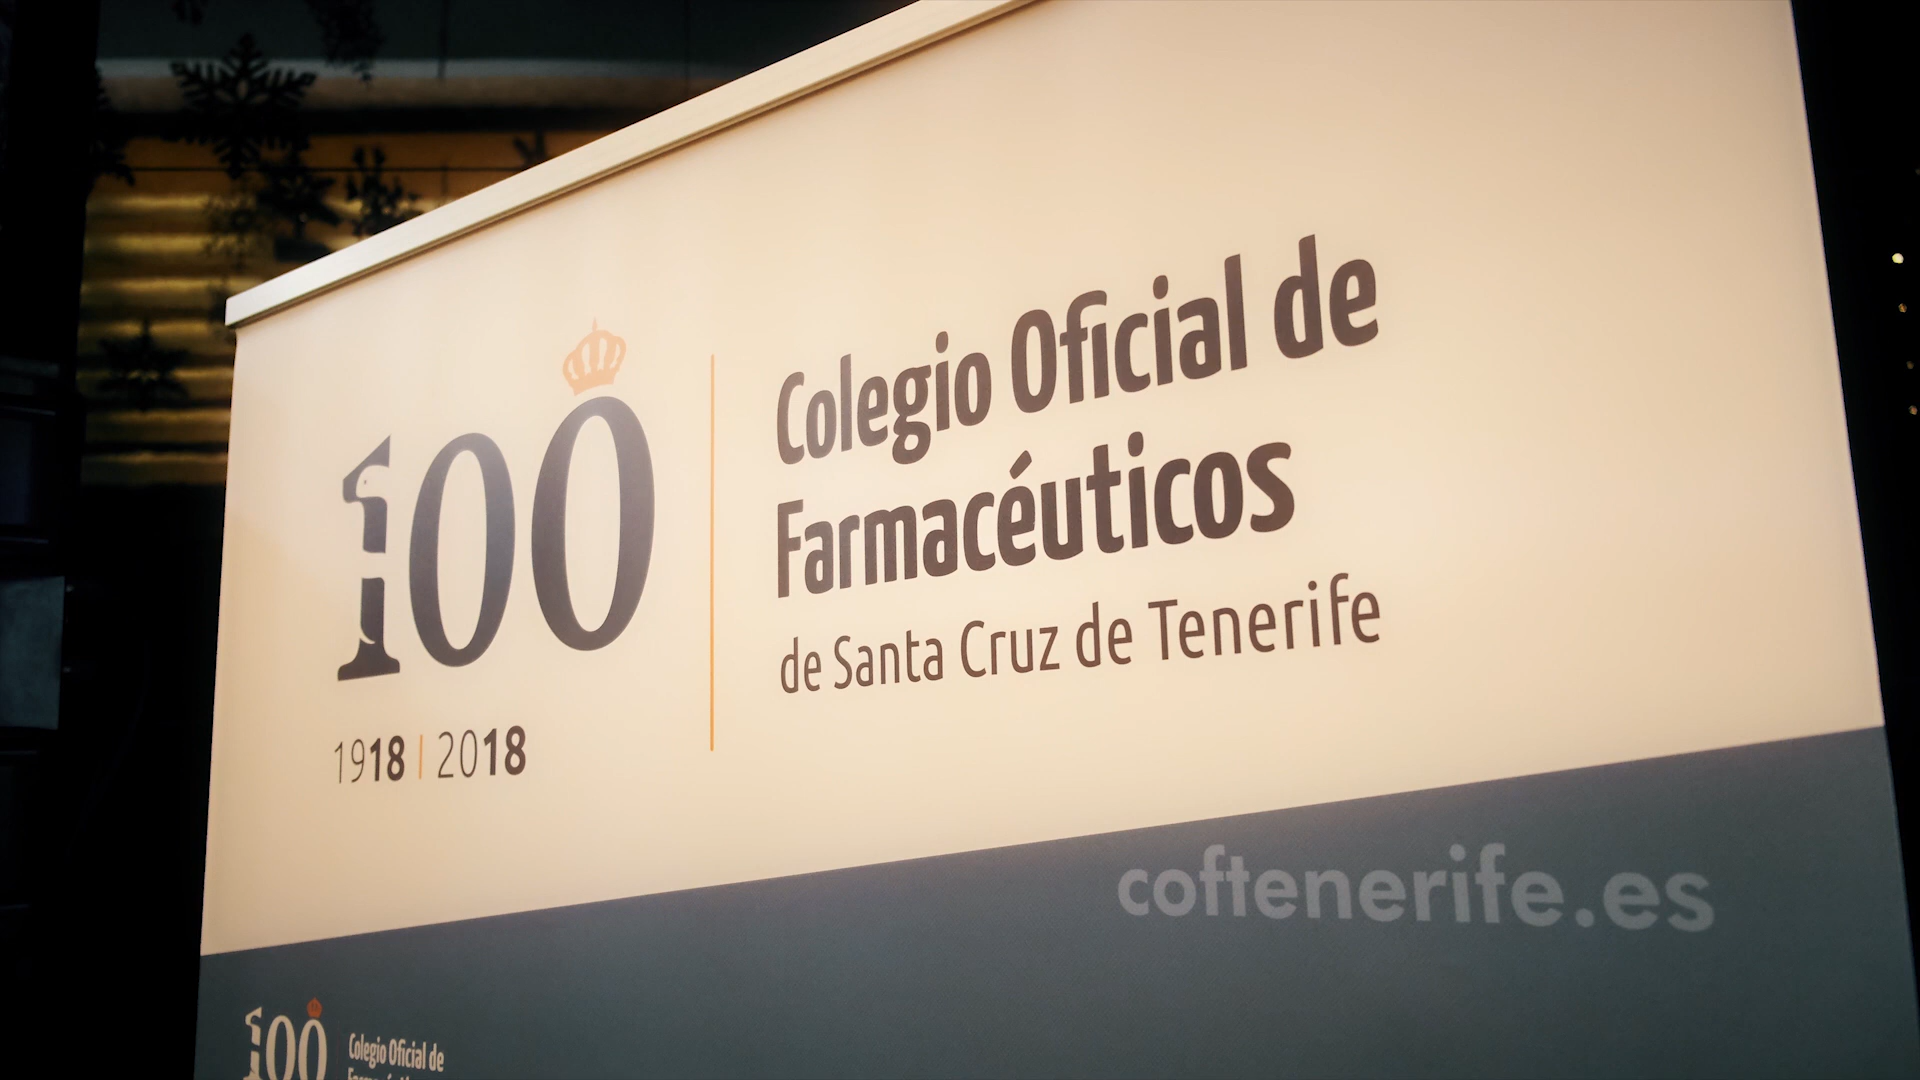 100
1918 | 2018
Colegio Oficial de
Farmacéuticos
de Santa Cruz de Tenerife
coftenerife.es
100
Colegio Oficial de